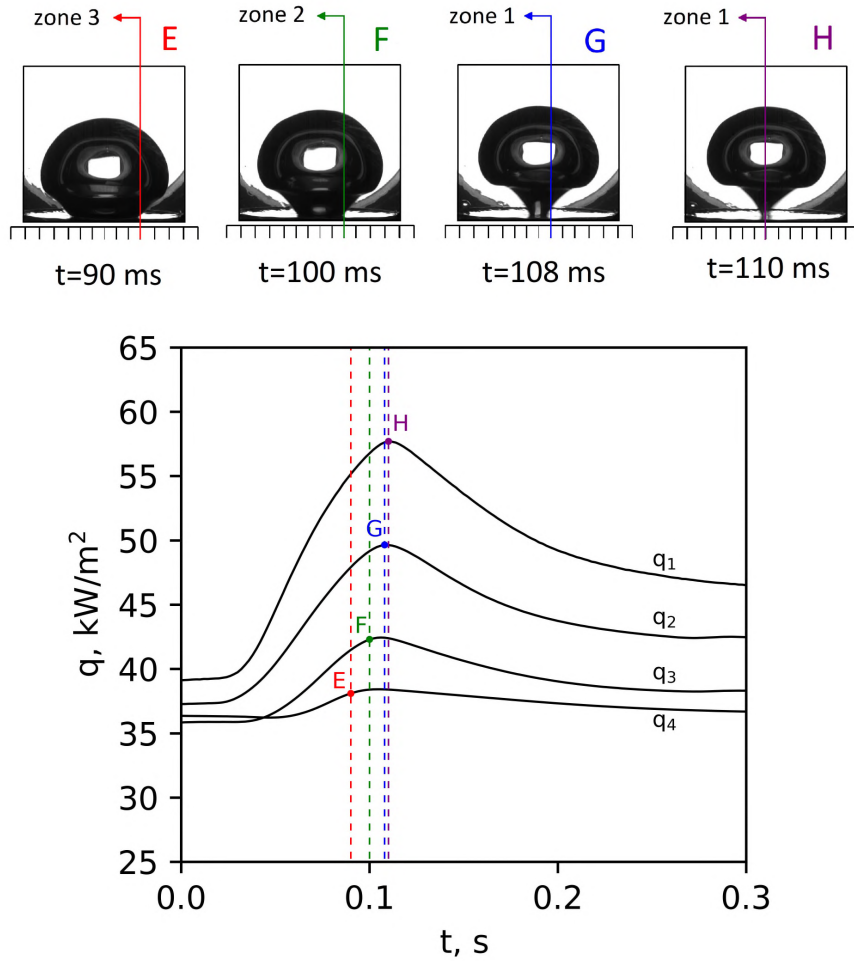 zone 3 E
zone 2 F
zone 1 G
zone 1 H
t=90 ms
t=100 ms
t=108 ms
t=110 ms
65
60
55
50
45
40
35
30
25
q, kW/m²
H
G
F
E
q₁
q₂
q₃
q₄
0.0 0.1 0.2 0.3
t, s